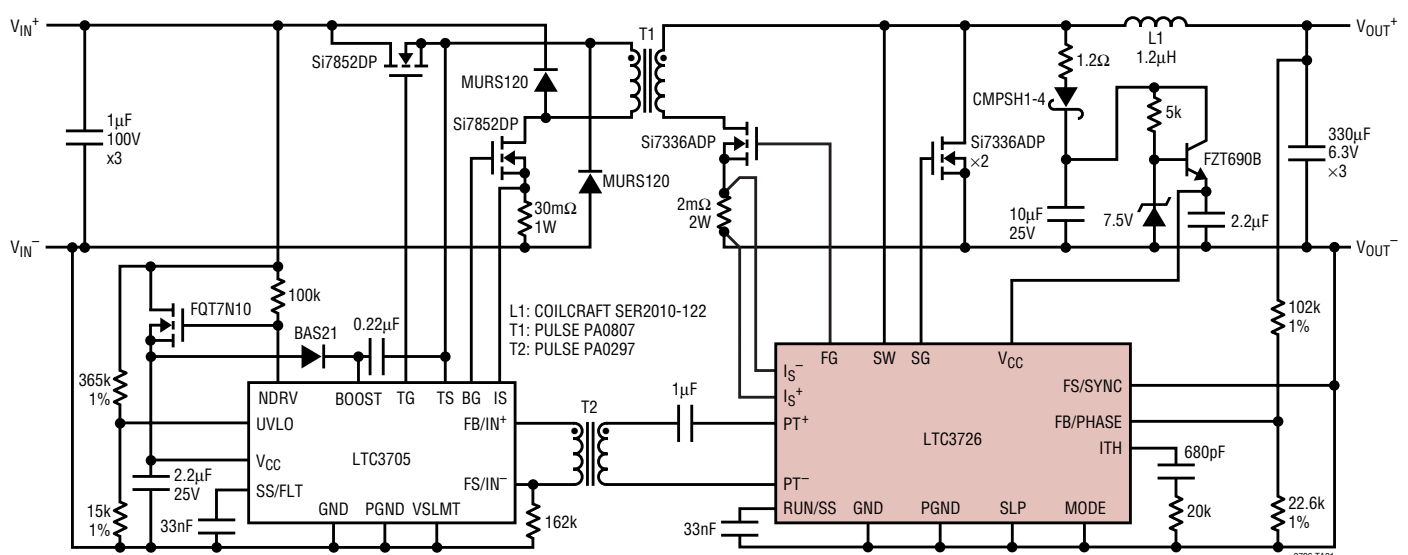 VIN+
Si7852DP
MURS120
T1
1.2Ω
L1
1.2µH
VOUT+
1µF
100V
x3
Si7852DP
MURS120
30mΩ
1W
Si7336ADP
2mΩ
2W
Si7336ADP
×2
CMPSH1-4
5k
FZT690B
10µF
25V
7.5V
2.2µF
330µF
6.3V
×3
VIN–
VOUT–
FQT7N10
100k
BAS21
0.22µF
L1: COILCRAFT SER2010-122
T1: PULSE PA0807
T2: PULSE PA0297
102k
1%
365k
1%
NDRV
BOOST
TG
TS
BG
IS
UVLO
VCC
SS/FLT
LTC3705
FB/IN+
FS/IN–
GND
PGND
VSLMT
2.2µF
25V
15k
1%
33nF
162k
T2
1µF
FG
SW
SG
VCC
IS–
IS+
PT+
PT–
RUN/SS
LTC3726
FS/SYNC
FB/PHASE
ITH
GND
PGND
SLP
MODE
33nF
680pF
20k
22.6k
1%
3726 TA01